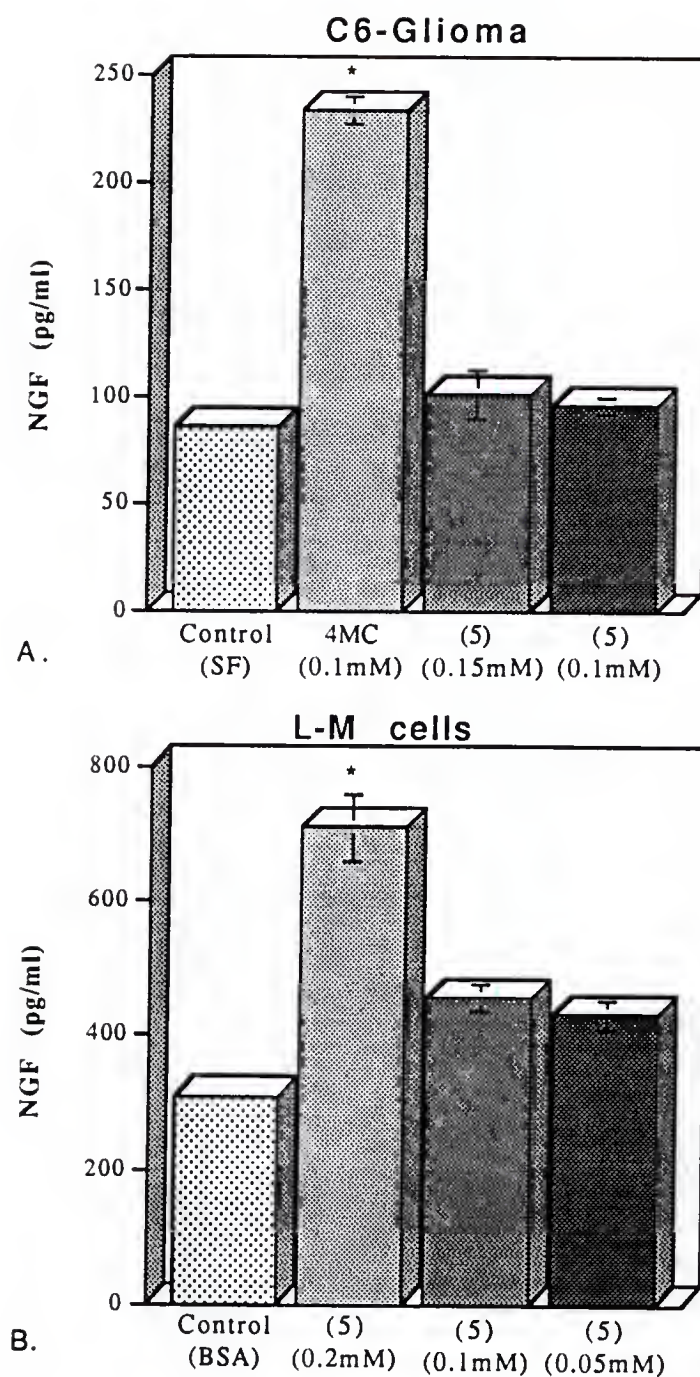 C6-Glioma
*
250
200
150
100
50
0
NGF (pg/ml)
Control 4MC (5) (5)
(SF) (0.1mM) (0.15mM) (0.1mM)
A.
L-M cells
*
800
600
400
200
0
NGF (pg/ml)
Control (5) (5) (5)
(BSA) (0.2mM) (0.1mM) (0.05mM)
B.